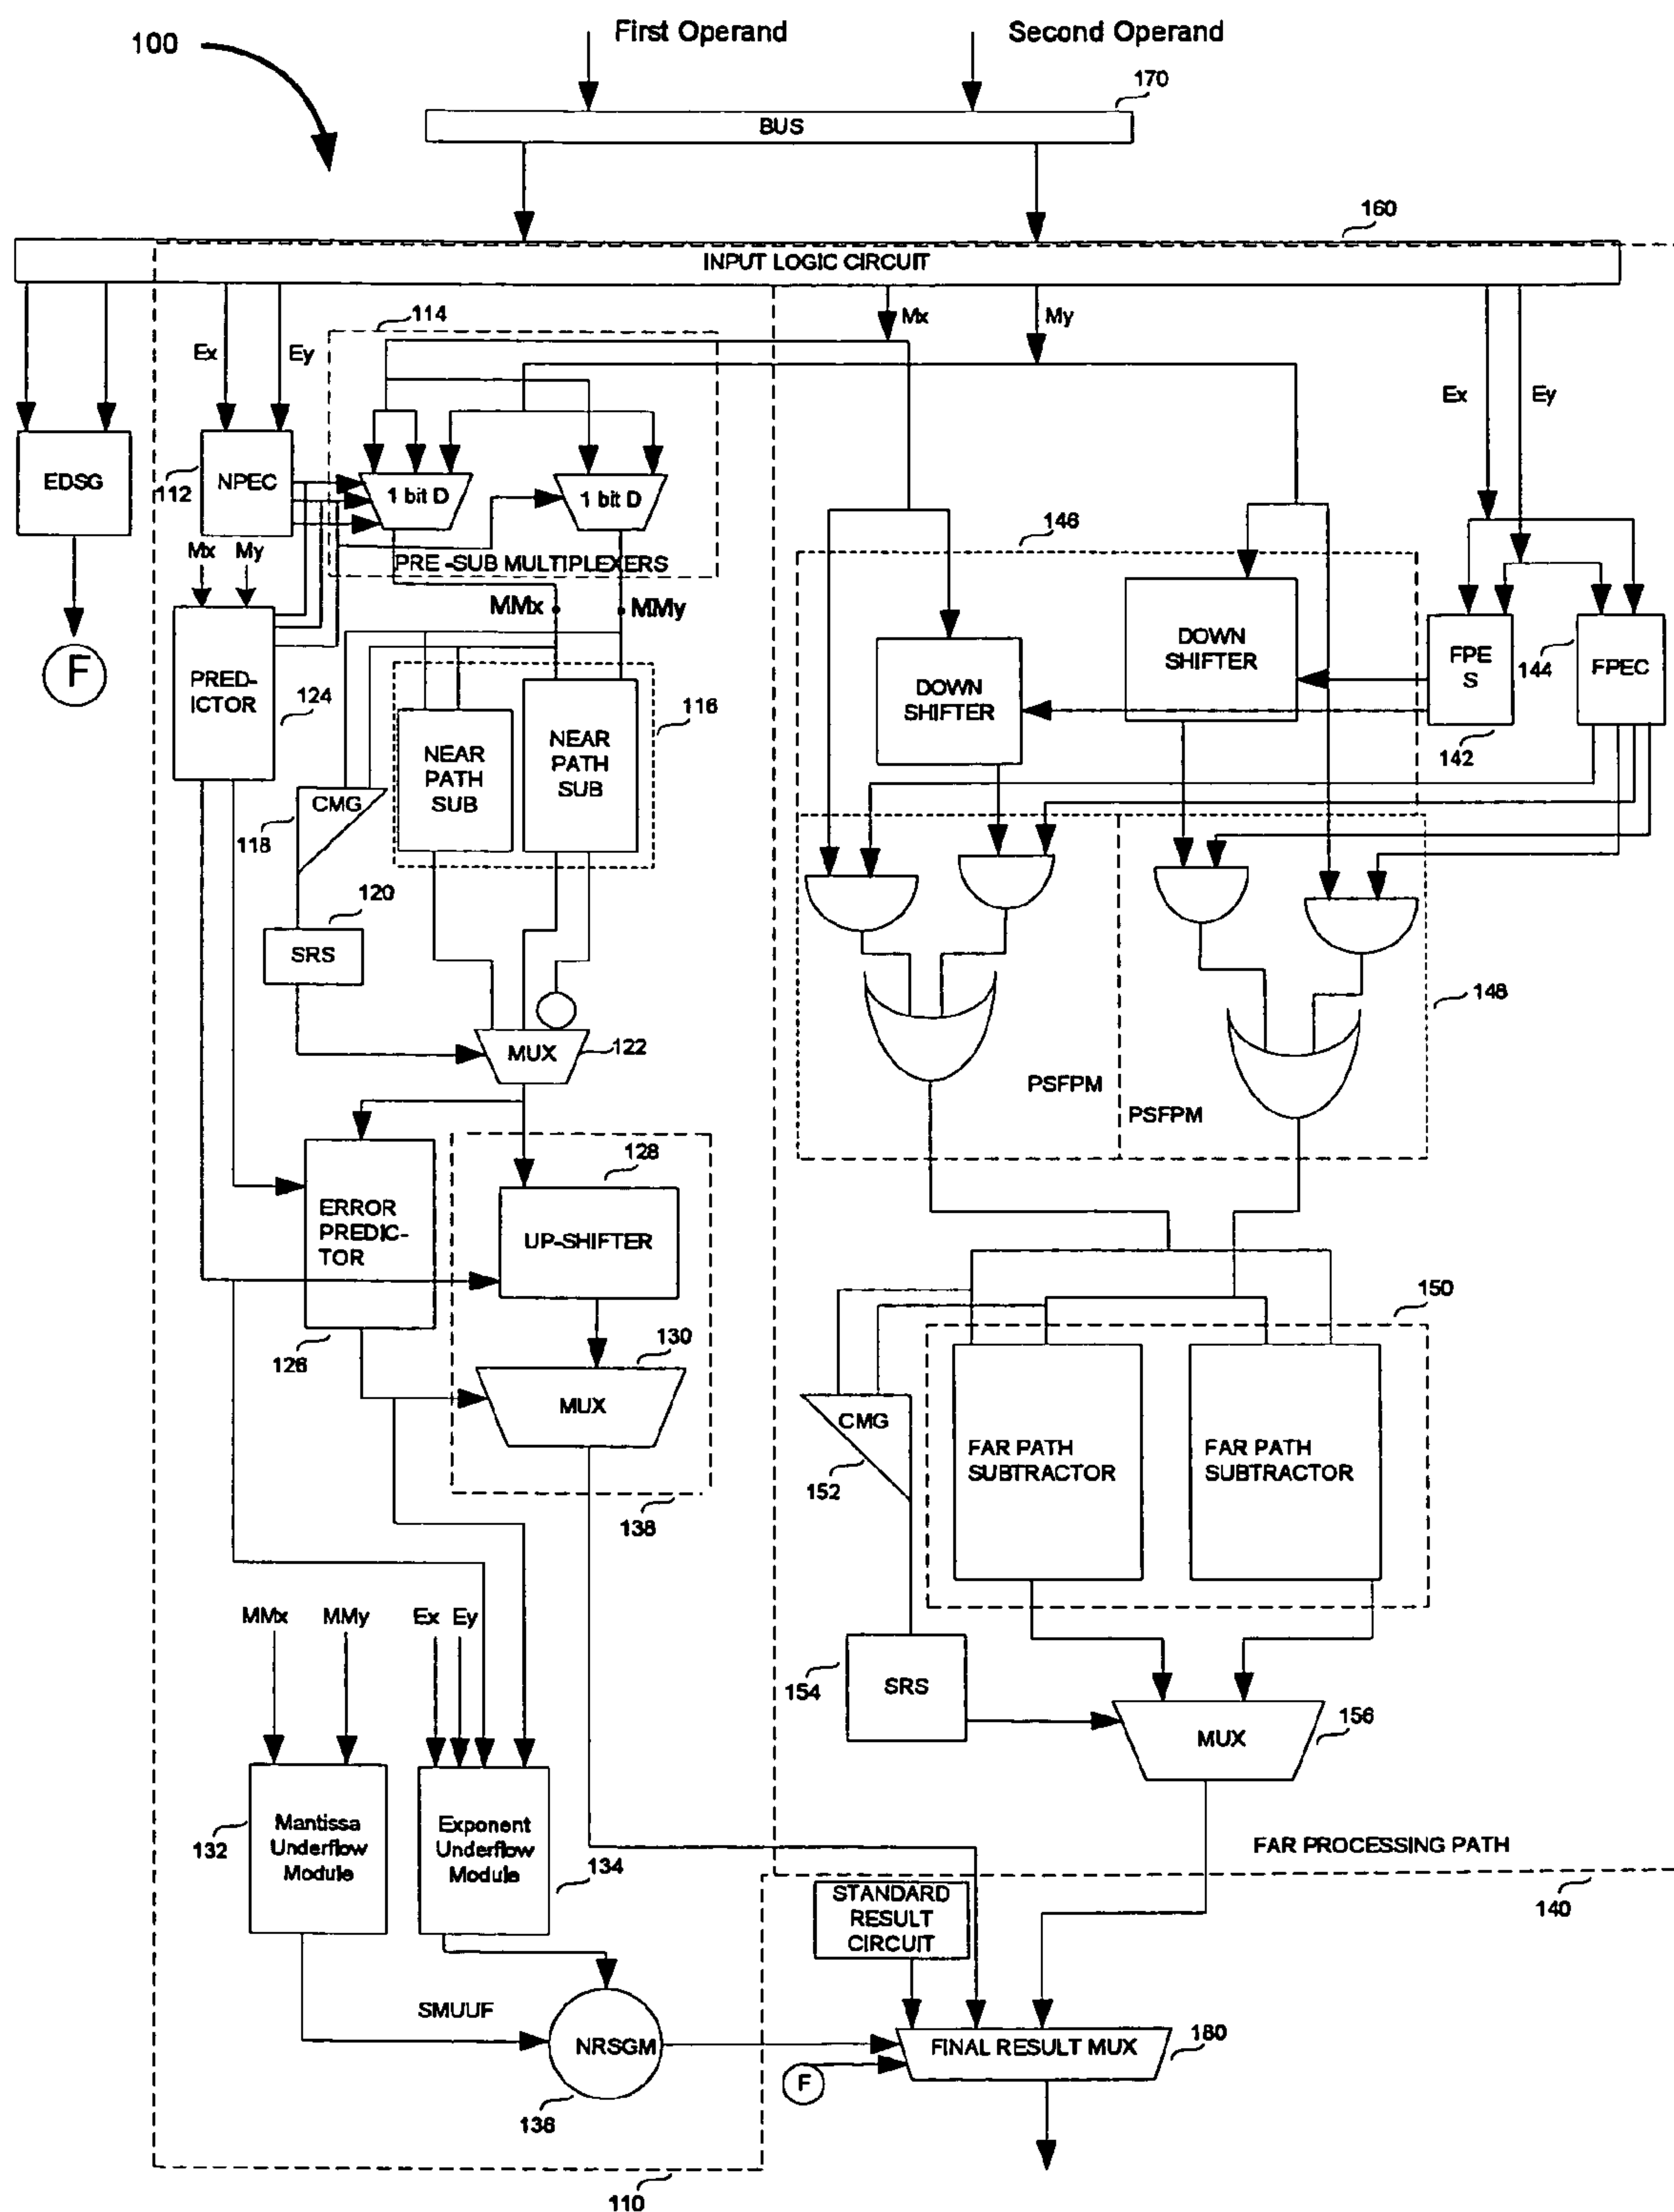 100
First Operand
Second Operand
170
BUS
160
INPUT LOGIC CIRCUIT
114
Mx
My
Ex
Ey
Ex
Ey
EDSG
112
NPEC
1 bit D
1 bit D
PRE -SUB MULTIPLEXERS
146
Mx
My
MMx
MMy
F
PRED-
ICTOR
124
116
NEAR
PATH
SUB
NEAR
PATH
SUB
DOWN
SHIFTER
DOWN
SHIFTER
FPE
S
144
FPEC
142
CMG
118
120
SRS
148
MUX
122
PSFPM
PSFPM
128
ERROR
PREDIC-
TOR
UP-SHIFTER
126
130
MUX
138
150
CMG
152
FAR PATH
SUBTRACTOR
FAR PATH
SUBTRACTOR
MMx
MMy
Ex
Ey
154
SRS
156
MUX
132
Mantissa
Underflow
Module
Exponent
Underflow
Module
134
FAR PROCESSING PATH
140
STANDARD
RESULT
CIRCUIT
SMUUF
NRSGM
136
FINAL RESULT MUX
180
F
110